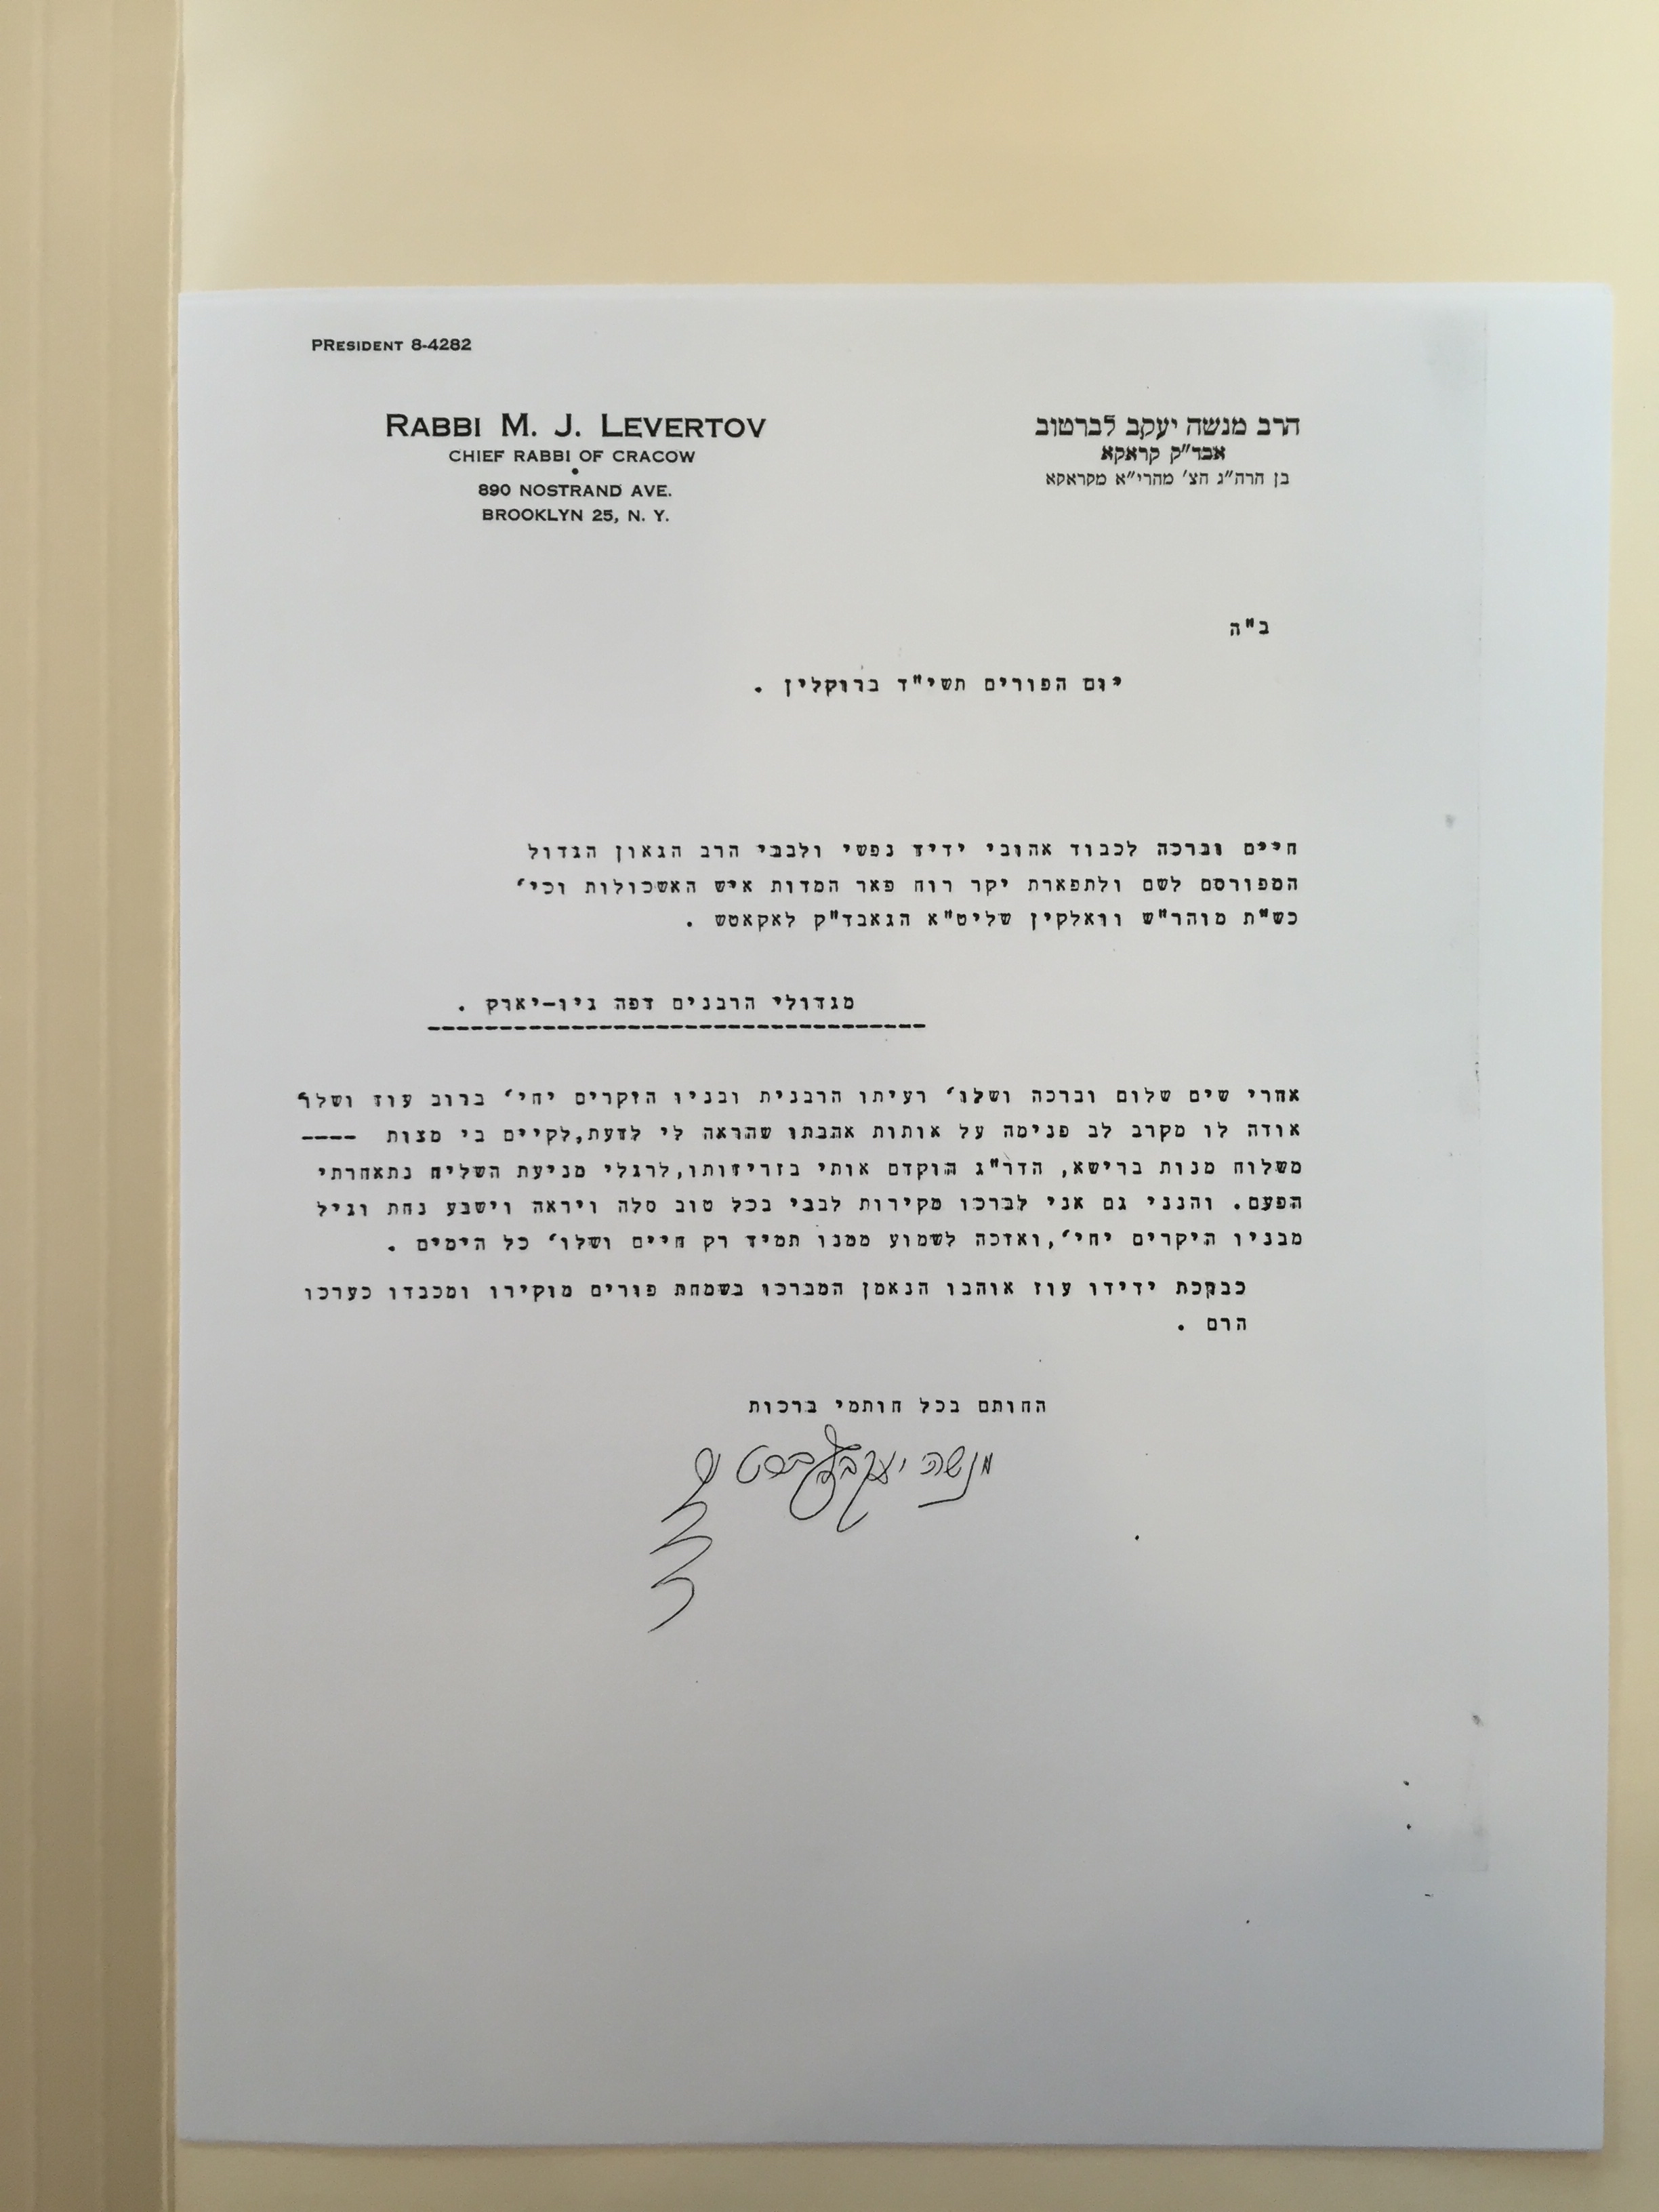 PRESIDENT 8-4282
RABBI M. J. LEVERTOV
CHIEF RABBI OF CRACOW
890 NOSTRAND AVE.
BROOKLYN 25, N. Y.
הרב מנשה יעקב לברטוב
אבד"ק קראקא
בן הרה"ג הצ' מהרי"א מקראקא
ב"ה
יום הפורים תשי"ד ברוקלין .
חיים וברכה לכבוד אהובי ידיד נפשי ולבבי הרב הגאון הגדול
המפורסם לשם ולתפארת יקר רוח פאר המדות איש האשכולות וכי'
כש"ת מוהר"ש וואלקין שליט"א הגאבד"ק לאקאטש .
מגדולי הרבנים דפה ניו-יארק .
אחרי שים שלום וברכה ושלו' רעיתו הרבנית ובניו היקרים יחי' ברוב עוז ושלו'
אודה לו מקרב לב פנימה על אותות אהבתו שהראה לי לדעת,לקיים בי מצות ----
משלוח מנות ברישא, הדר"ג הוקדם אותי בזריזותו,לרגלי מניעת השליח נתאחרתי
הפעם. והנני גם אני לברכו מקירות לבבי בכל טוב סלה ויראה וישבע נחת וגיל
מבניו היקרים יחי',ואזכה לשמוע ממנו תמיד רק חיים ושלו' כל הימים .
ידידו עוז אוהבו הנאמן המברכו בשמחת פורים מוקירו ומכבדו כערכו
הרם .
החותם בכל חותמי ברכות
מנשה יעקב לברטוב